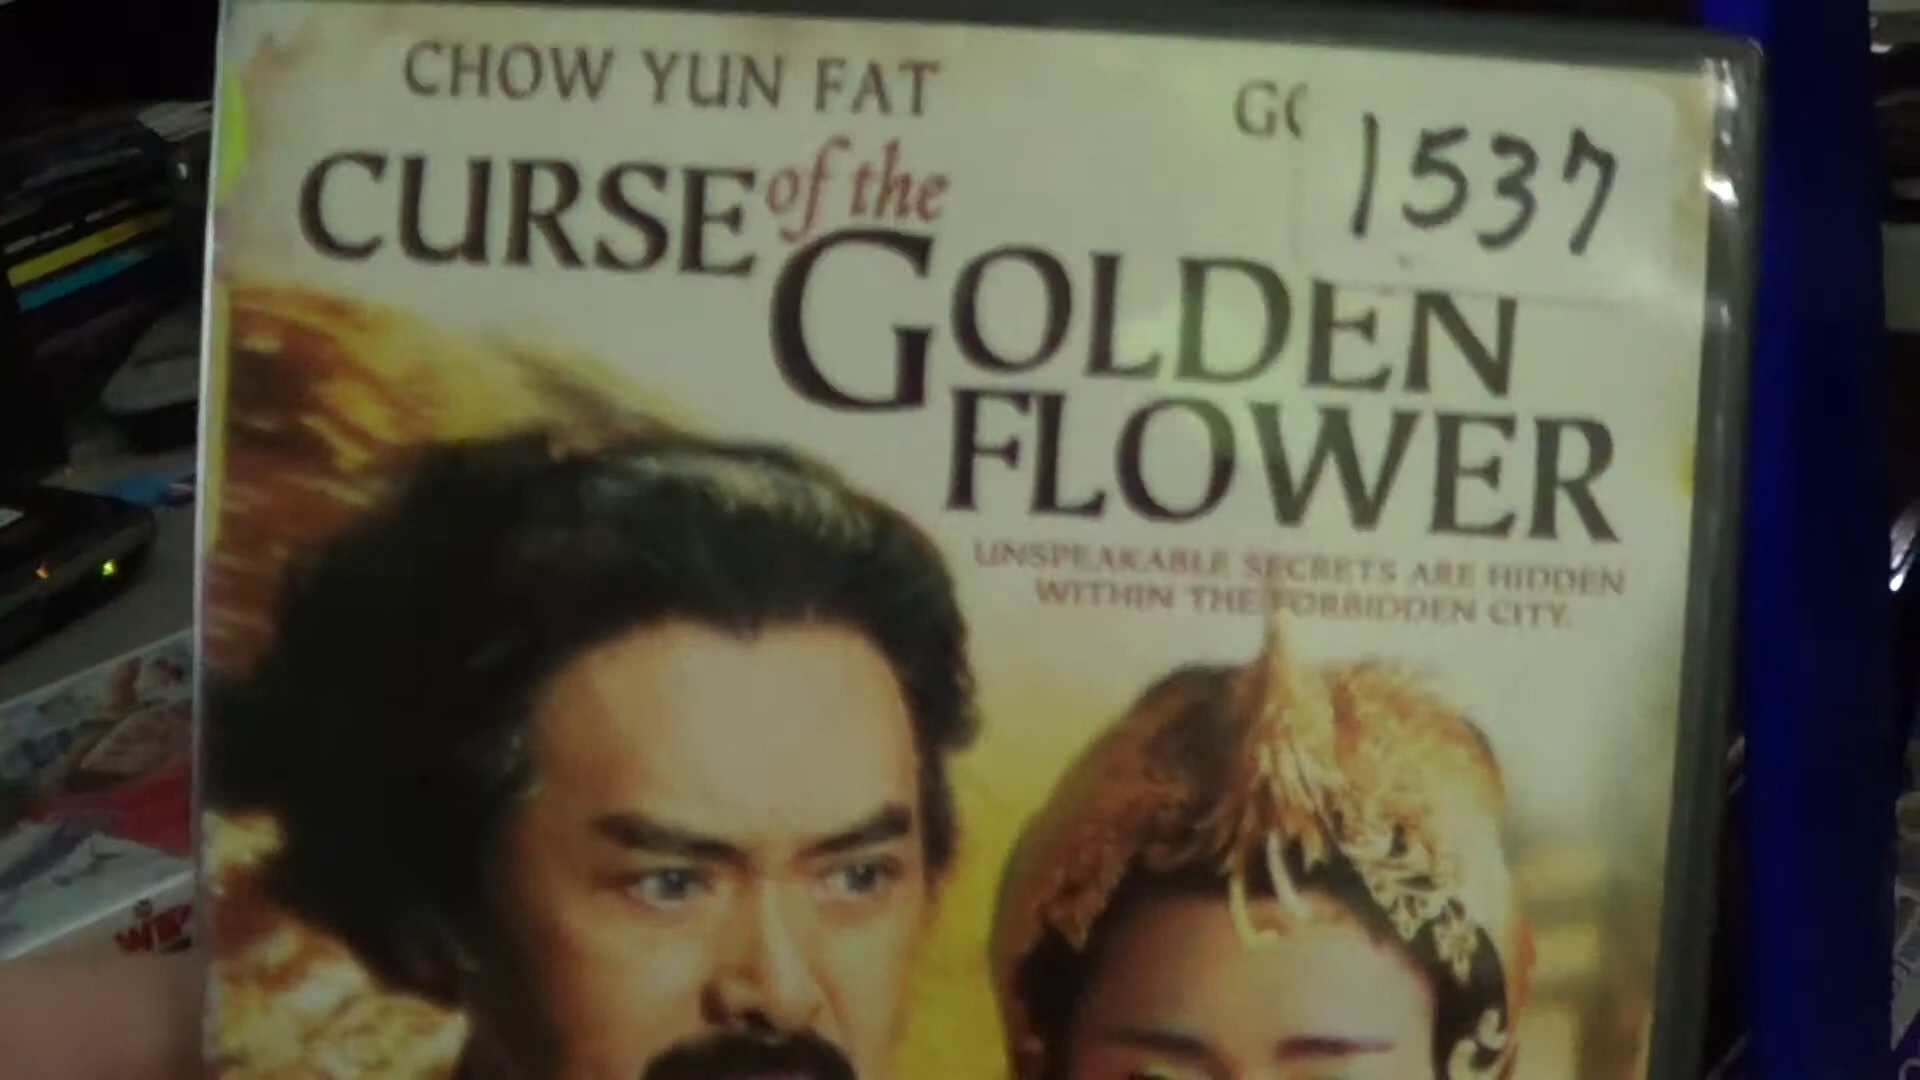 CHOW YUN FAT
1537
CURSE of the
GOLDEN
FLOWER
UNSPEAKABLE SECRETS ARE HIDDEN
WITHIN THE FORBIDDEN CITY.